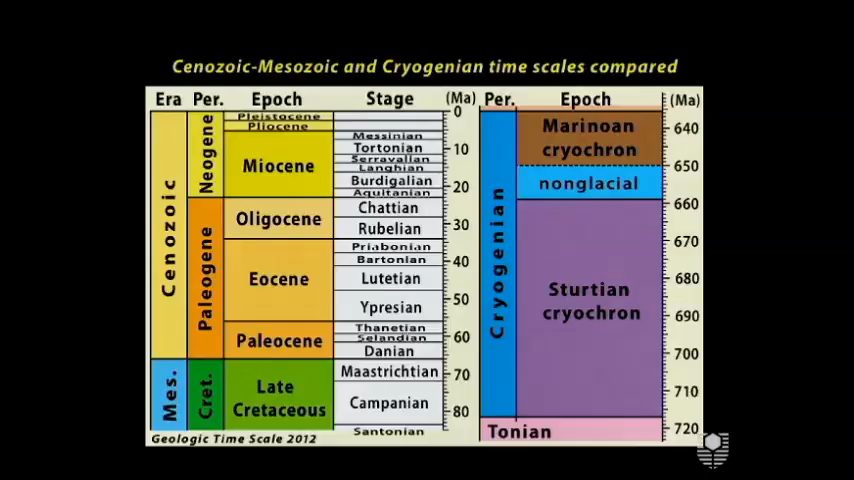 Cenozoic-Mesozoic and Cryogenian time scales compared
Era Per. Epoch Stage (Ma)
Cenozoic
Mes.
Neogene
Paleogene
Cret.
Pleistocene
Pliocene
Miocene
Oligocene
Eocene
Paleocene
Late
Cretaceous
Messinian
Tortonian
Serravallan
Langhian
Burdigalian
Aquitanian
Chattian
Rubelian
Priabonian
Bartonian
Lutetian
Ypresian
Thanetian
Selandian
Danian
Maastrichtian
Campanian
Santonian
0
10
20
30
40
50
60
70
80
Geologic Time Scale 2012
Per. Epoch (Ma)
Cryogenian
Marinoan
cryochron
nonglacial
Sturtian
cryochron
Tonian
640
650
660
670
680
690
700
710
720